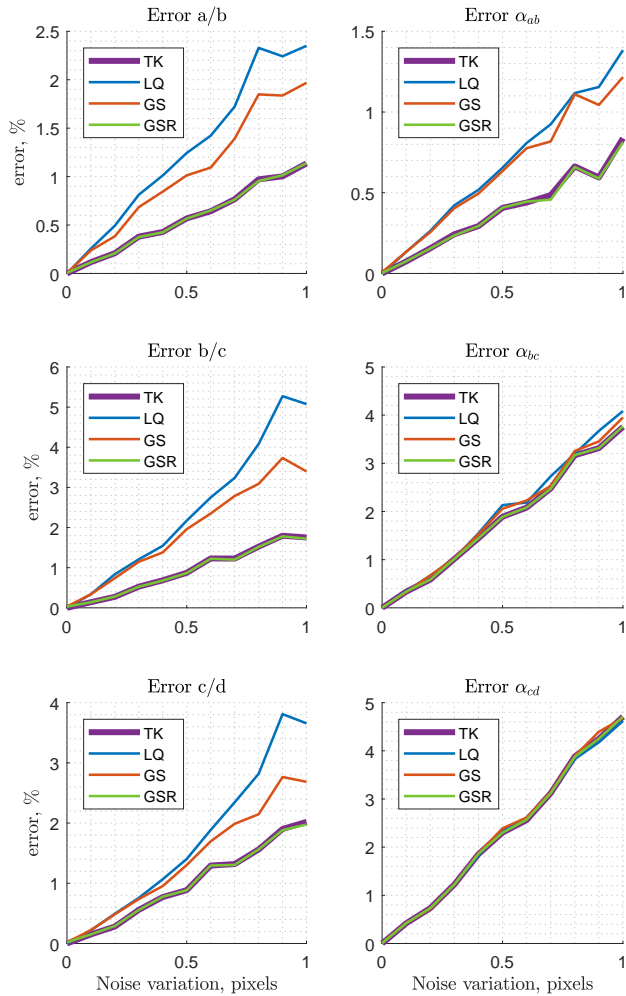 Error a/b
error, %
2.5
2
1.5
1
0.5
0
0
0.5
1
TK
LQ
GS
GSR
Error α_ab
1.5
1
0.5
0
0
0.5
1
TK
LQ
GS
GSR
Error b/c
error, %
6
5
4
3
2
1
0
0
0.5
1
TK
LQ
GS
GSR
Error α_bc
5
4
3
2
1
0
0
0.5
1
TK
LQ
GS
GSR
Error c/d
error, %
4
3
2
1
0
0
0.5
1
Noise variation, pixels
TK
LQ
GS
GSR
Error α_cd
5
4
3
2
1
0
0
0.5
1
Noise variation, pixels
TK
LQ
GS
GSR